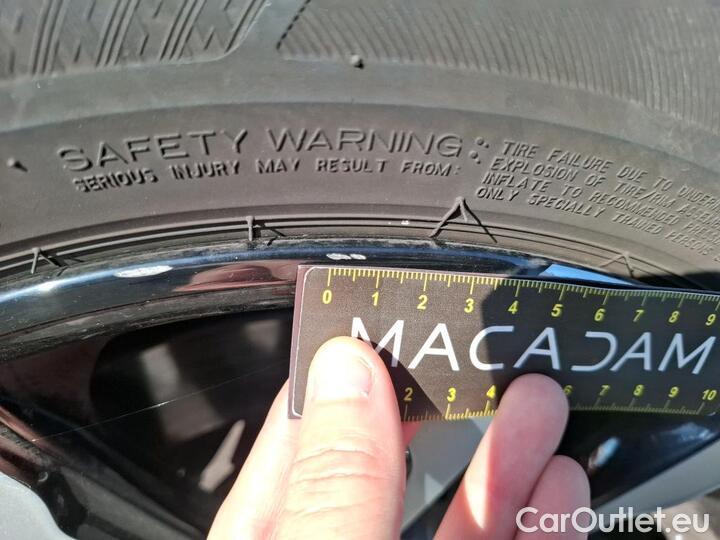 SAFETY WARNING:
SERIOUS INJURY MAY RESULT FROM:
TIRE FAILURE DUE TO
EXPLOSION OF TIRE/RIM
INFLATE TO RECOMMENDED
ONLY SPECIALLY TRAINED PERSONS
0 1 2 3 4 5 6 7 8 9
MACADAM
2 3 4 6 7 8 9 10
CarOutlet.eu